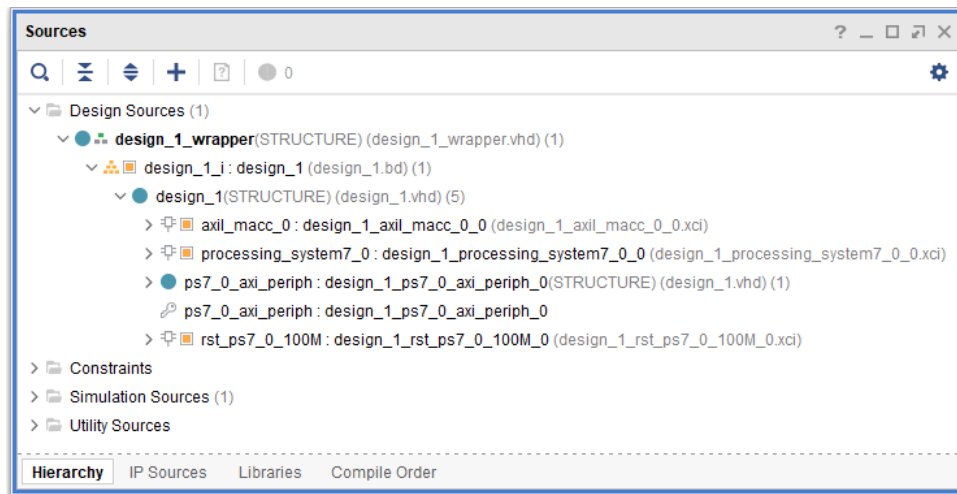 Sources
? 0
Design Sources (1)
design_1_wrapper(STRUCTURE) (design_1_wrapper.vhd) (1)
design_1_i : design_1 (design_1.bd) (1)
design_1(STRUCTURE) (design_1.vhd) (5)
axil_macc_0 : design_1_axil_macc_0_0 (design_1_axil_macc_0_0.xci)
processing_system7_0 : design_1_processing_system7_0_0 (design_1_processing_system7_0_0.xci)
ps7_0_axi_periph : design_1_ps7_0_axi_periph_0(STRUCTURE) (design_1.vhd) (1)
ps7_0_axi_periph : design_1_ps7_0_axi_periph_0
rst_ps7_0_100M : design_1_rst_ps7_0_100M_0 (design_1_rst_ps7_0_100M_0.xci)
Constraints
Simulation Sources (1)
Utility Sources
Hierarchy IP Sources Libraries Compile Order